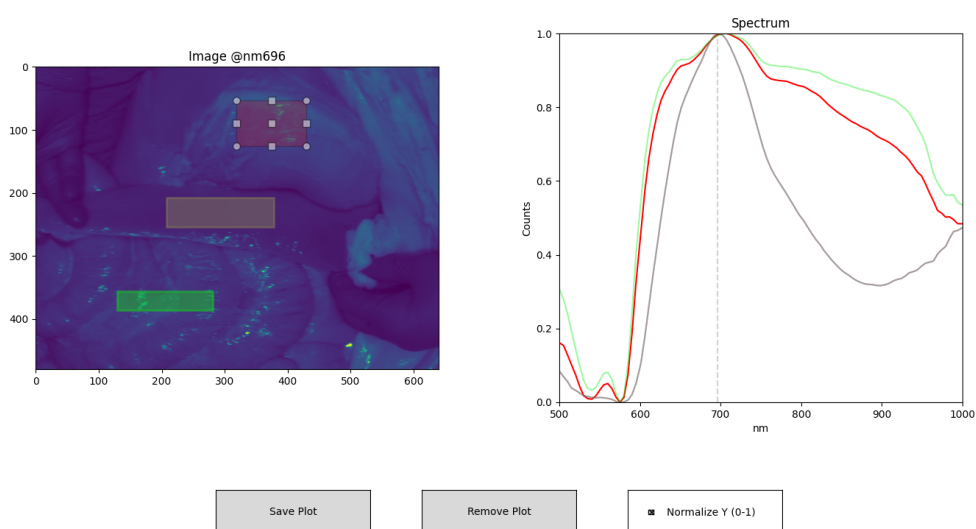 Spectrum
Image @nm696
0
100
200
300
400
0 100 200 300 400 500 600
1.0
0.8
0.6
0.4
0.2
0.0
Counts
500 600 700 800 900 1000
nm
Save Plot
Remove Plot
Normalize Y (0-1)